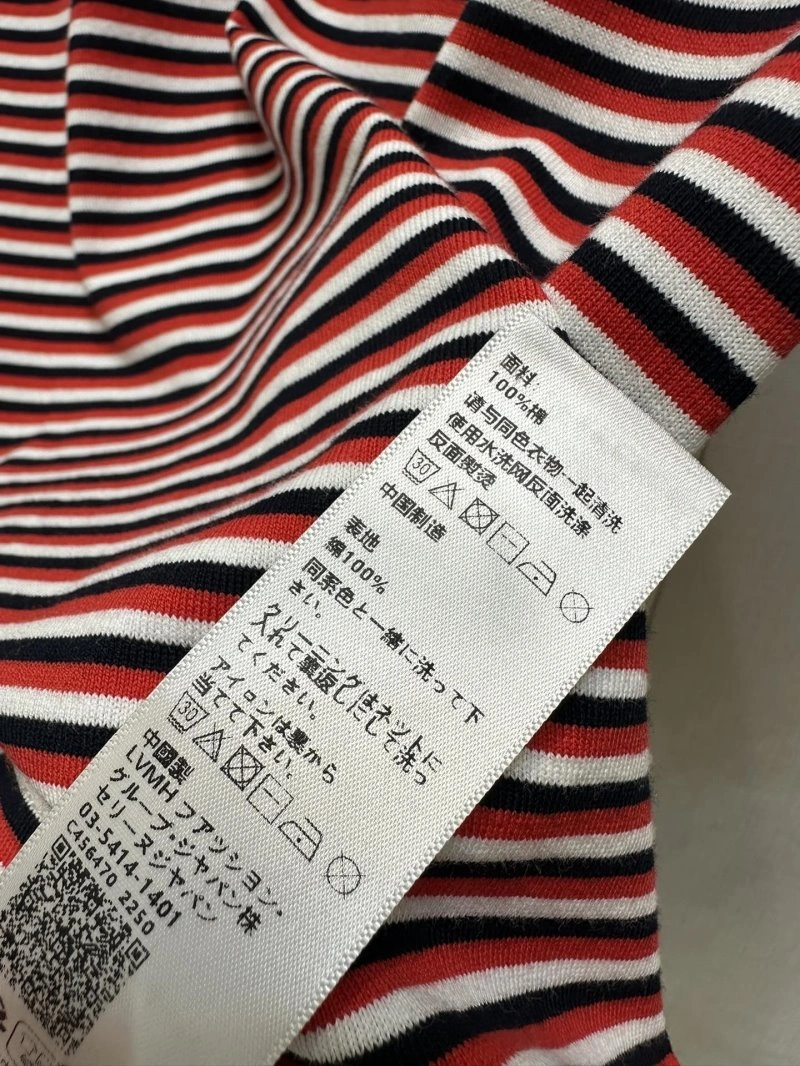 面料:
100%棉
请与同色衣物一起清洗
使用水洗网反面洗涤
反面熨烫
30
中国制造
表地
綿100%
同系色と一緒に洗って下
さい。
クリーニングはネットに
入れて裏返しにして洗っ
てください。
アイロンは裏から
当てて下さい。
30
中國製
LVMH ファッション・
グループ・ジャパン株
セリーヌジャパン
03-5414-1401
C456470 2250